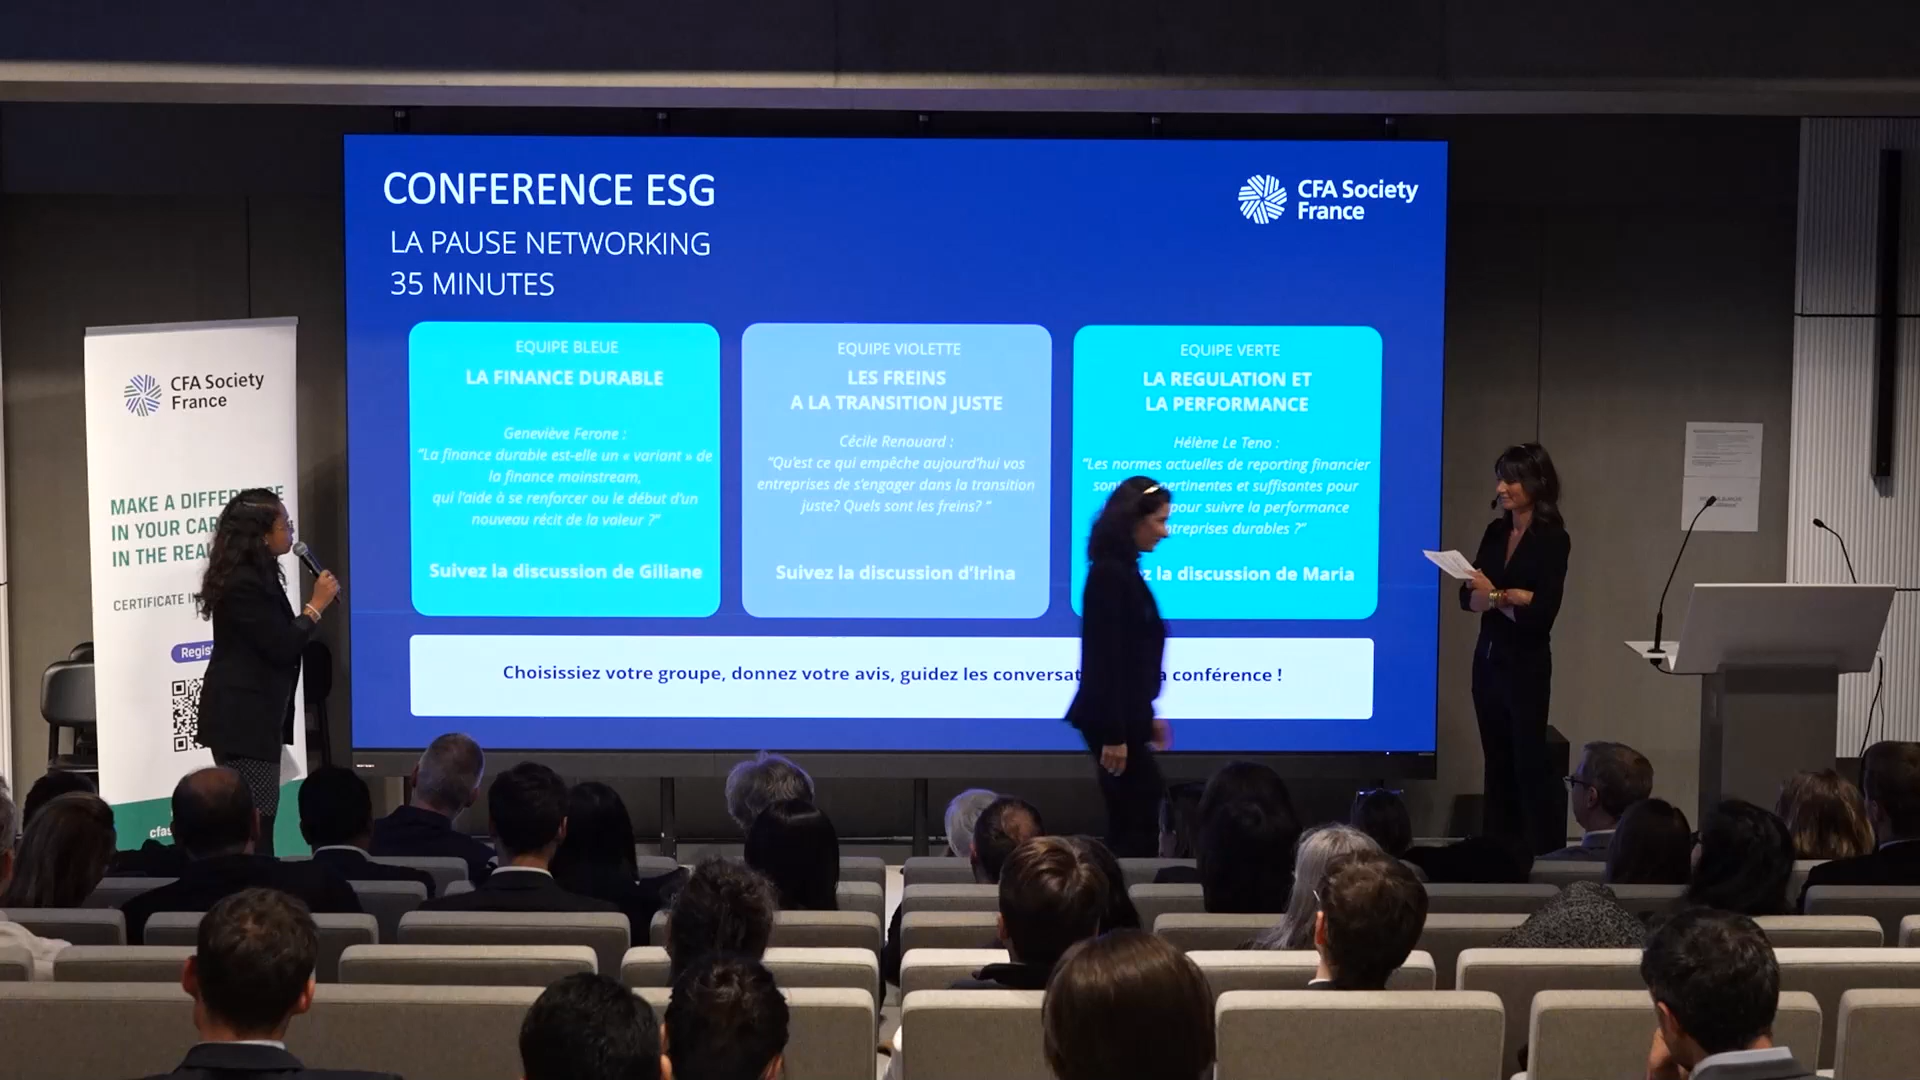 CONFERENCE ESG
LA PAUSE NETWORKING
35 MINUTES
CFA Society
France
EQUIPE BLEUE
LA FINANCE DURABLE
Geneviève Ferone :
“La finance durable est-elle un « variant » de
la finance mainstream,
qui l’aide à se renforcer ou le début d’un
nouveau récit de la valeur ?”
Suivez la discussion de Giliane
EQUIPE VIOLETTE
LES FREINS
A LA TRANSITION JUSTE
Cécile Renouard :
“Qu’est ce qui empêche aujourd’hui vos
entreprises de s’engager dans la transition
juste? Quels sont les freins? ”
Suivez la discussion d’Irina
EQUIPE VERTE
LA REGULATION ET
LA PERFORMANCE
Hélène Le Teno :
“Les normes actuelles de reporting financier
pertinentes et suffisantes pour
pour suivre la performance
entreprises durables ?”
la discussion de Maria
Choisissiez votre groupe, donnez votre avis, guidez les conférence !
CFA Society
France
MAKE A DIFFERENCE
IN YOUR
IN THE
CERTIFICATE